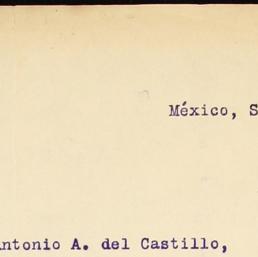 México, S
ntonio A. del Castillo,